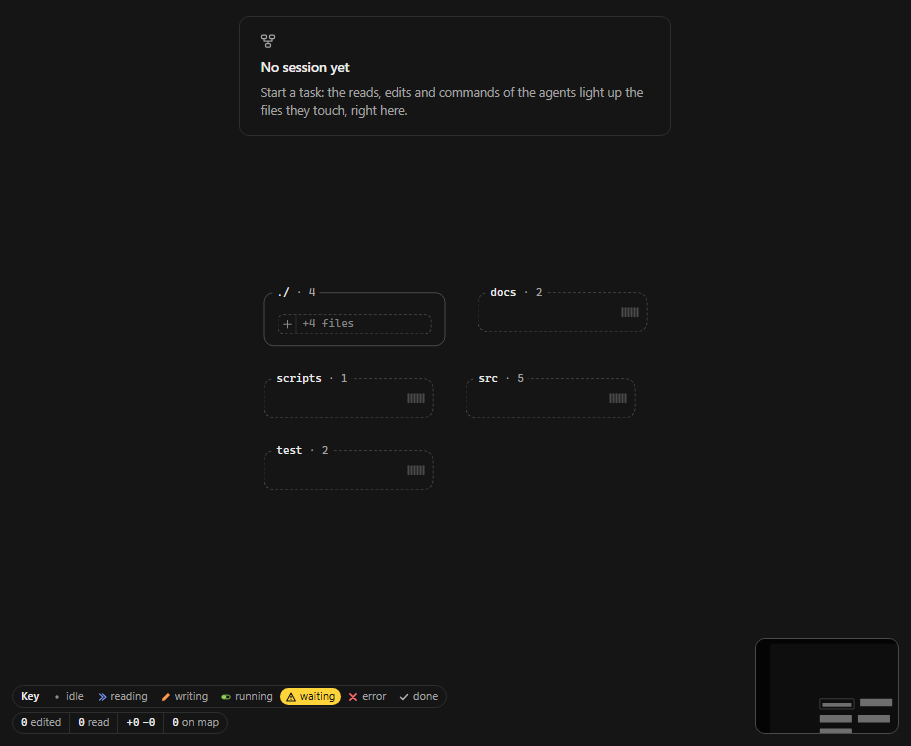 No session yet
Start a task: the reads, edits and commands of the agents light up the
files they touch, right here.
./ · 4
docs · 2
+4 files
scripts · 1
src · 5
test · 2
Key idle reading writing running waiting error done
0 edited 0 read +0 −0 0 on map